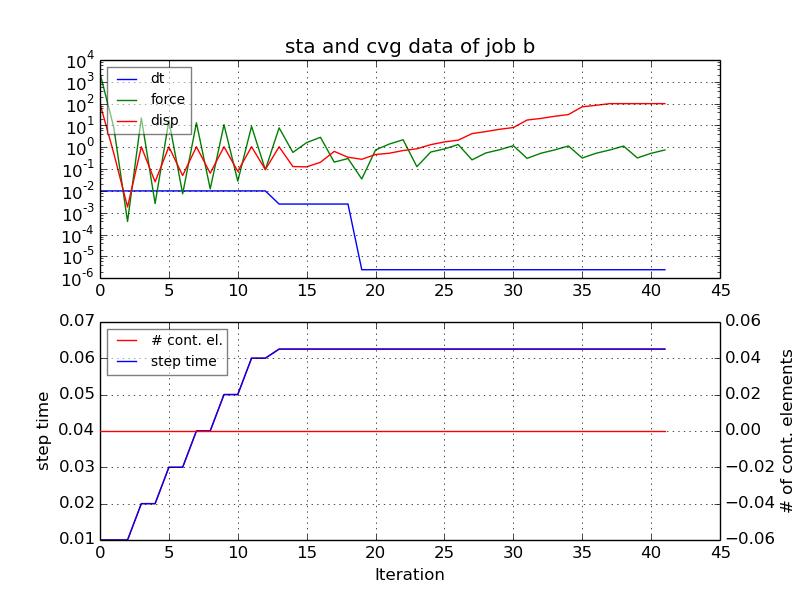 sta and cvg data of job b
10^4
10^3
10^2
10^1
10^0
10^-1
10^-2
10^-3
10^-4
10^-5
10^-6
dt
force
disp
0 5 10 15 20 25 30 35 40 45
0.07
0.06
0.05
0.04
0.03
0.02
0.01
step time
# cont. el.
step time
0.06
0.04
0.02
0.00
−0.02
−0.04
−0.06
# of cont. elements
0 5 10 15 20 25 30 35 40 45
Iteration